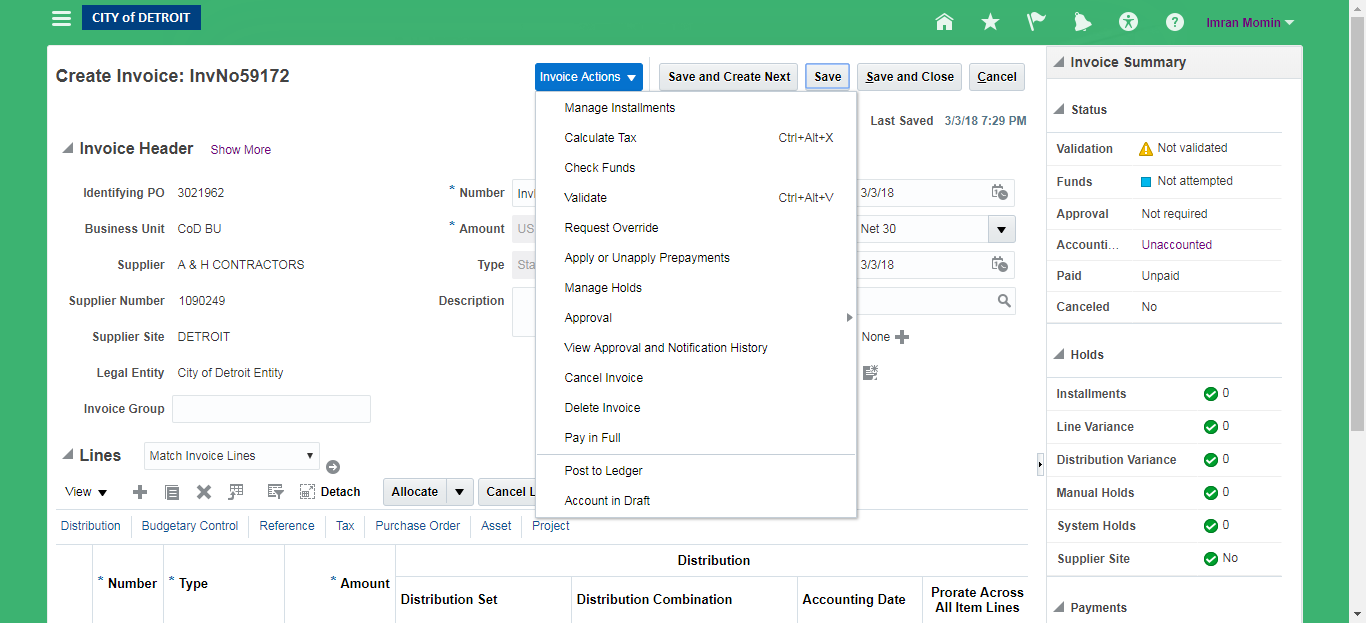 CITY of DETROIT
Imran Momin
Create Invoice: InvNo59172
Invoice Actions
Save and Create Next
Save
Save and Close
Cancel
Last Saved 3/3/18 7:29 PM
Manage Installments
Calculate Tax Ctrl+Alt+X
Check Funds
Validate Ctrl+Alt+V
Request Override
Apply or Unapply Prepayments
Manage Holds
Approval
View Approval and Notification History
Cancel Invoice
Delete Invoice
Pay in Full
Post to Ledger
Account in Draft
Invoice Header Show More
Identifying PO 3021962
Business Unit CoD BU
Supplier A & H CONTRACTORS
Supplier Number 1090249
Supplier Site DETROIT
Legal Entity City of Detroit Entity
Invoice Group
* Number
* Amount US
Type Sta
Description
3/3/18
Net 30
3/3/18
None
Lines Match Invoice Lines
View Detach Allocate Cancel L
Distribution Budgetary Control Reference Tax Purchase Order Asset Project
* Number * Type * Amount Distribution
Distribution Set Distribution Combination Accounting Date Prorate Across
All Item Lines
Invoice Summary
Status
Validation Not validated
Funds Not attempted
Approval Not required
Accounti... Unaccounted
Paid Unpaid
Canceled No
Holds
Installments 0
Line Variance 0
Distribution Variance 0
Manual Holds 0
System Holds 0
Supplier Site No
Payments